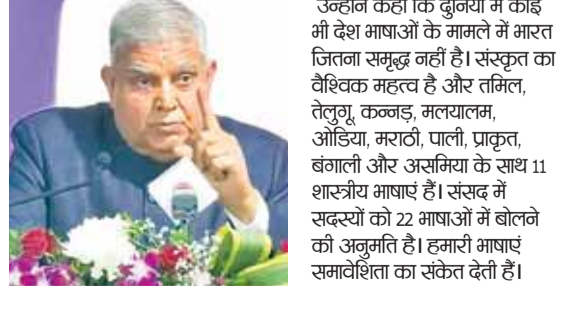 उन्होंने कहा कि दुनिया में कोई
भी देश भाषाओं के मामले में भारत
जितना समृद्ध नहीं है। संस्कृत का
वैश्विक महत्व है और तमिल,
तेलुगू, कन्नड़, मलयालम,
ओडिया, मराठी, पाली, प्राकृत,
बंगाली और असमिया के साथ 11
शास्त्रीय भाषाएं हैं। संसद में
सदस्यों को 22 भाषाओं में बोलने
की अनुमति है। हमारी भाषाएं
समावेशिता का संकेत देती हैं।